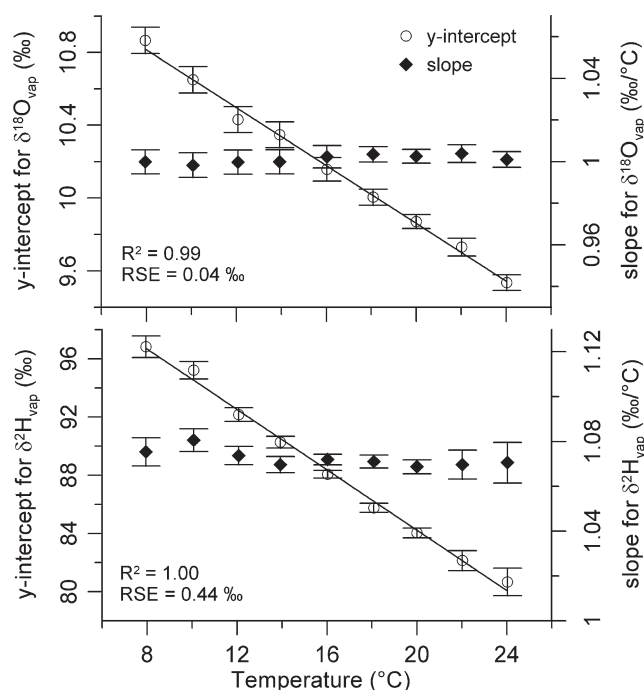 y-intercept for δ¹⁸Oᵥₐₚ (‰)
10.8
10.4
10
9.6
y-intercept
slope
R² = 0.99
RSE = 0.04 ‰
1.04
1
0.96
slope for δ¹⁸Oᵥₐₚ (‰/°C)
y-intercept for δ²Hᵥₐₚ (‰)
96
92
88
84
80
R² = 1.00
RSE = 0.44 ‰
1.12
1.08
1.04
1
slope for δ²Hᵥₐₚ (‰/°C)
8 12 16 20 24
Temperature (°C)